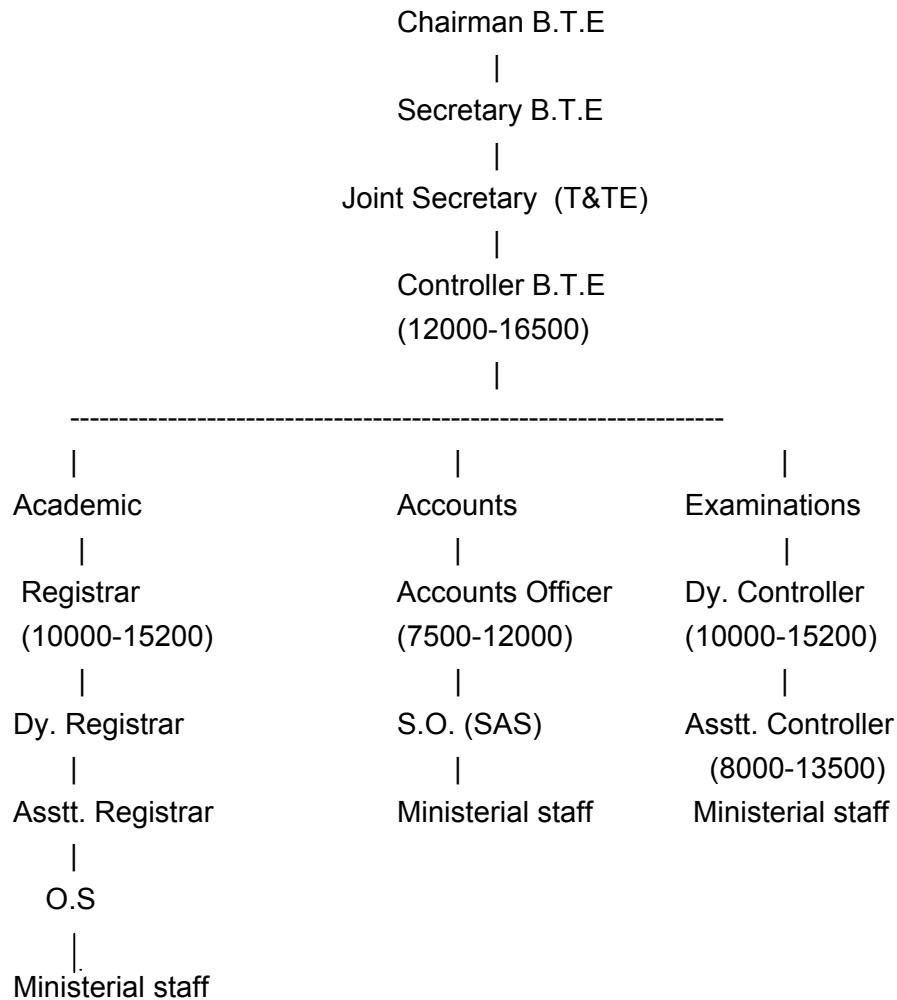 Chairman B.T.E
|
Secretary B.T.E
|
Joint Secretary  (T&TE)
|
Controller B.T.E
(12000-16500)
|
-------------------------------------------------------------------
| | |
Academic Accounts Examinations
| | |
Registrar Accounts Officer Dy. Controller
(10000-15200) (7500-12000) (10000-15200)
| | |
Dy. Registrar S.O. (SAS) Asstt. Controller
| | (8000-13500)
Asstt. Registrar Ministerial staff Ministerial staff
|
O.S
|
Ministerial staff